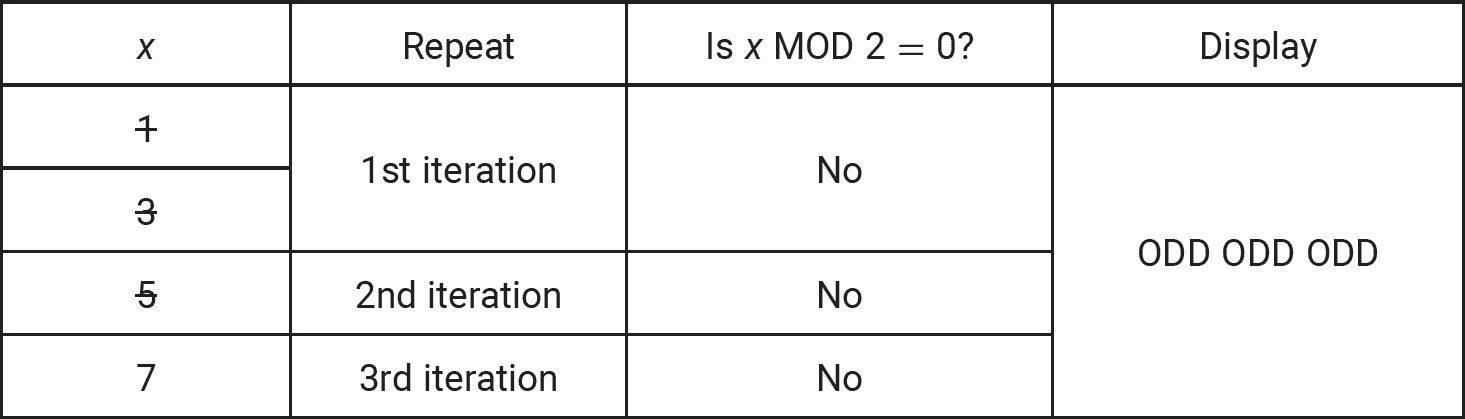 x Repeat Is x MOD 2 = 0? Display
1
1st iteration No
3
ODD ODD ODD
5 2nd iteration No
7 3rd iteration No